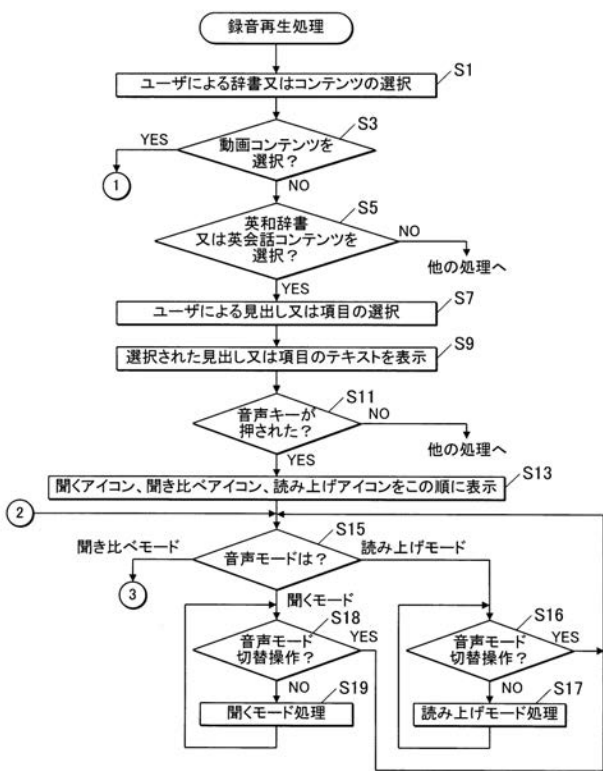 録音再生処理
S1
ユーザによる辞書又はコンテンツの選択
S3
YES
動画コンテンツを
選択？
1
NO
S5
英和辞書
又は英会話コンテンツを
選択？
NO
他の処理へ
YES
S7
ユーザによる見出し又は項目の選択
S9
選択された見出し又は項目のテキストを表示
S11
音声キーが
押された？
NO
他の処理へ
YES
S13
聞くアイコン、聞き比べアイコン、読み上げアイコンをこの順に表示
2
S15
聞き比べモード
音声モードは？
読み上げモード
3
聞くモード
S18
音声モード
切替操作？
YES
NO
S19
聞くモード処理
S16
音声モード
切替操作？
YES
NO
S17
読み上げモード処理